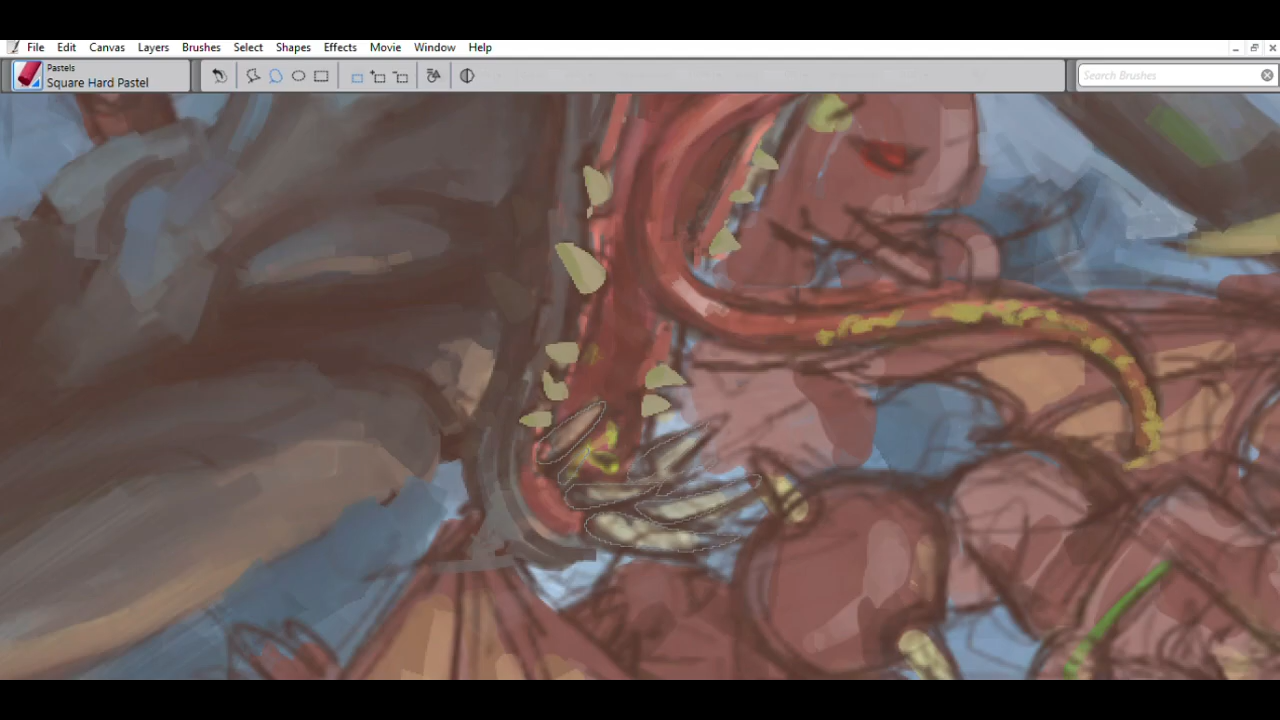 File Edit Canvas Layers Brushes Select Shapes Effects Movie Window Help
Pastels
Square Hard Pastel
Search Brushes